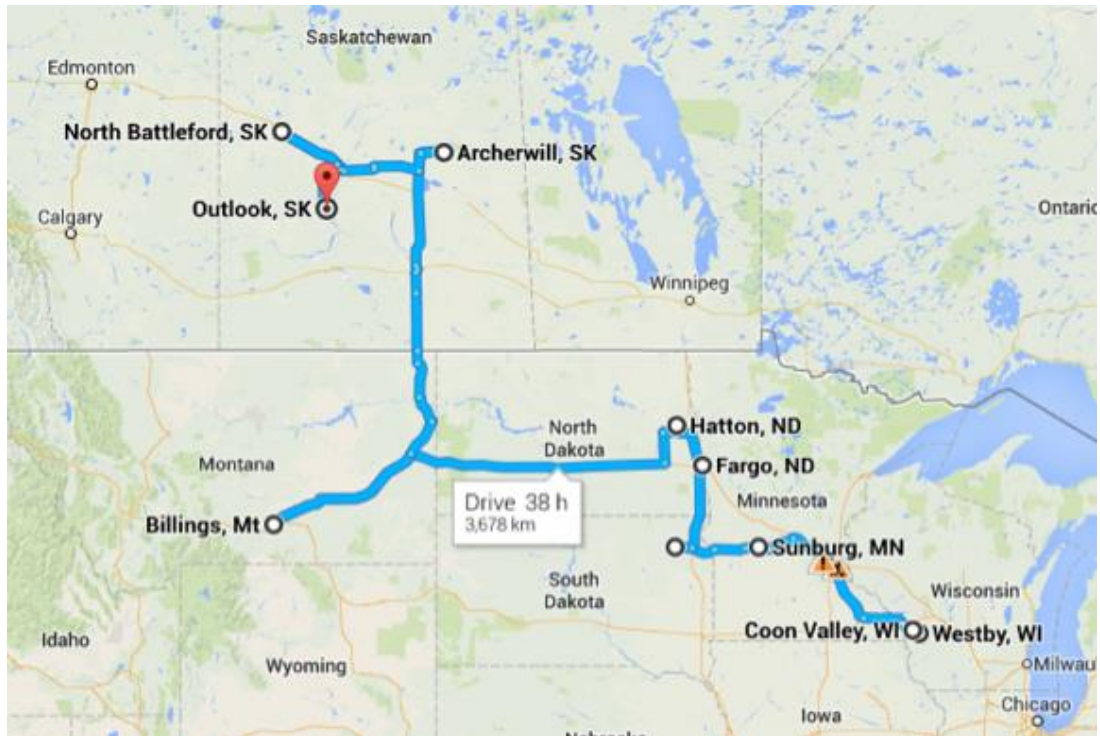 Saskatchewan
Edmonton
North Battleford, SK
Archerwill, SK
Outlook, SK
Calgary
Ontario
Winnipeg
Hatton, ND
North
Dakota
Fargo, ND
Montana
Drive 38 h
3,678 km
Minnesota
Billings, Mt
Sunburg, MN
South
Dakota
Wisconsin
Coon Valley, WI
Westby, WI
Idaho
Wyoming
Milwau
Chicago
Iowa